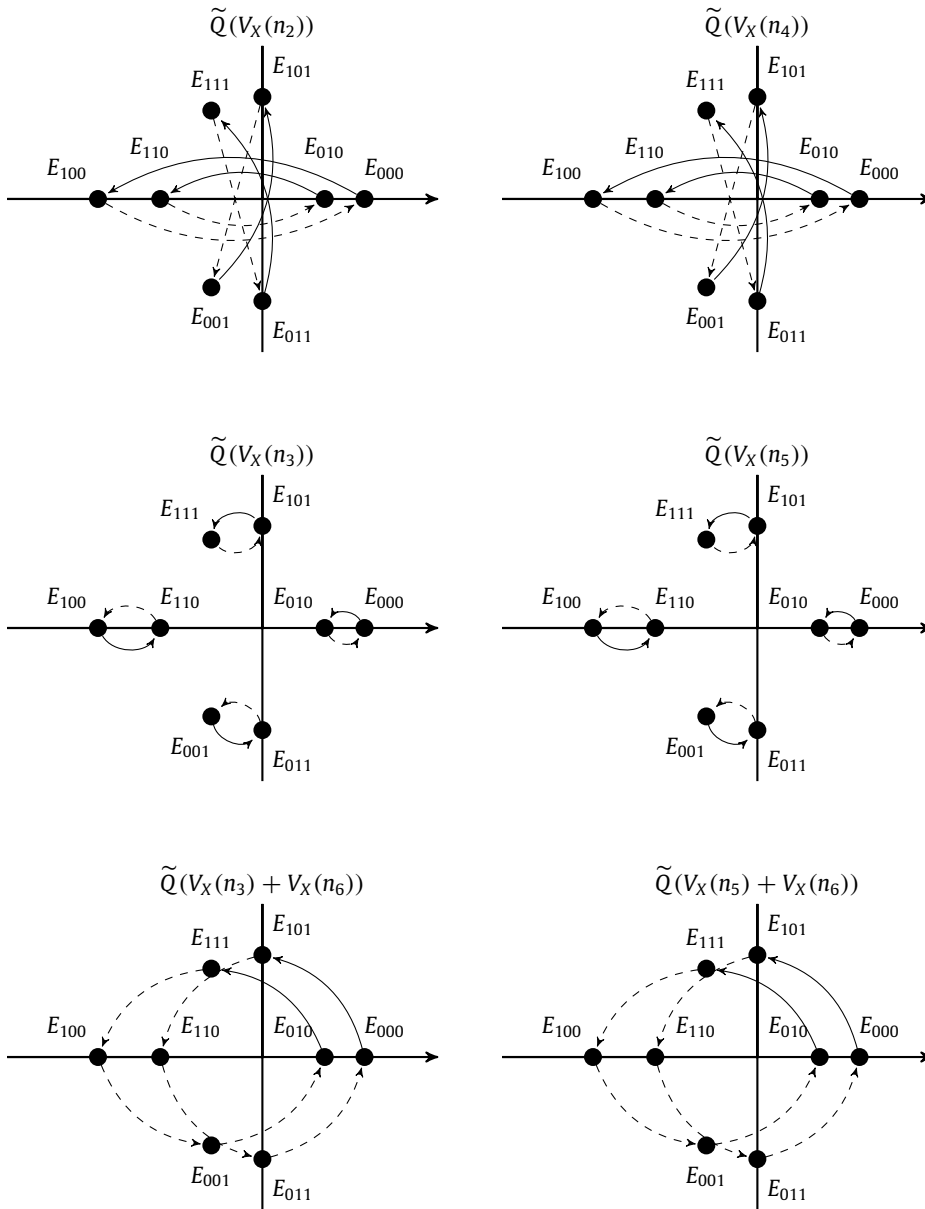 Q̃(V_X(n_2)) Q̃(V_X(n_4))
E_101 E_101
E_111 E_111
E_110 E_010 E_110 E_010
E_100 E_000 E_100 E_000
E_001 E_001
E_011 E_011
Q̃(V_X(n_3)) Q̃(V_X(n_5))
E_101 E_101
E_111 E_111
E_100 E_110 E_010 E_000 E_100 E_110 E_010 E_000
E_001 E_001
E_011 E_011
Q̃(V_X(n_3) + V_X(n_6)) Q̃(V_X(n_5) + V_X(n_6))
E_101 E_101
E_111 E_111
E_100 E_110 E_010 E_000 E_100 E_110 E_010 E_000
E_001 E_001
E_011 E_011